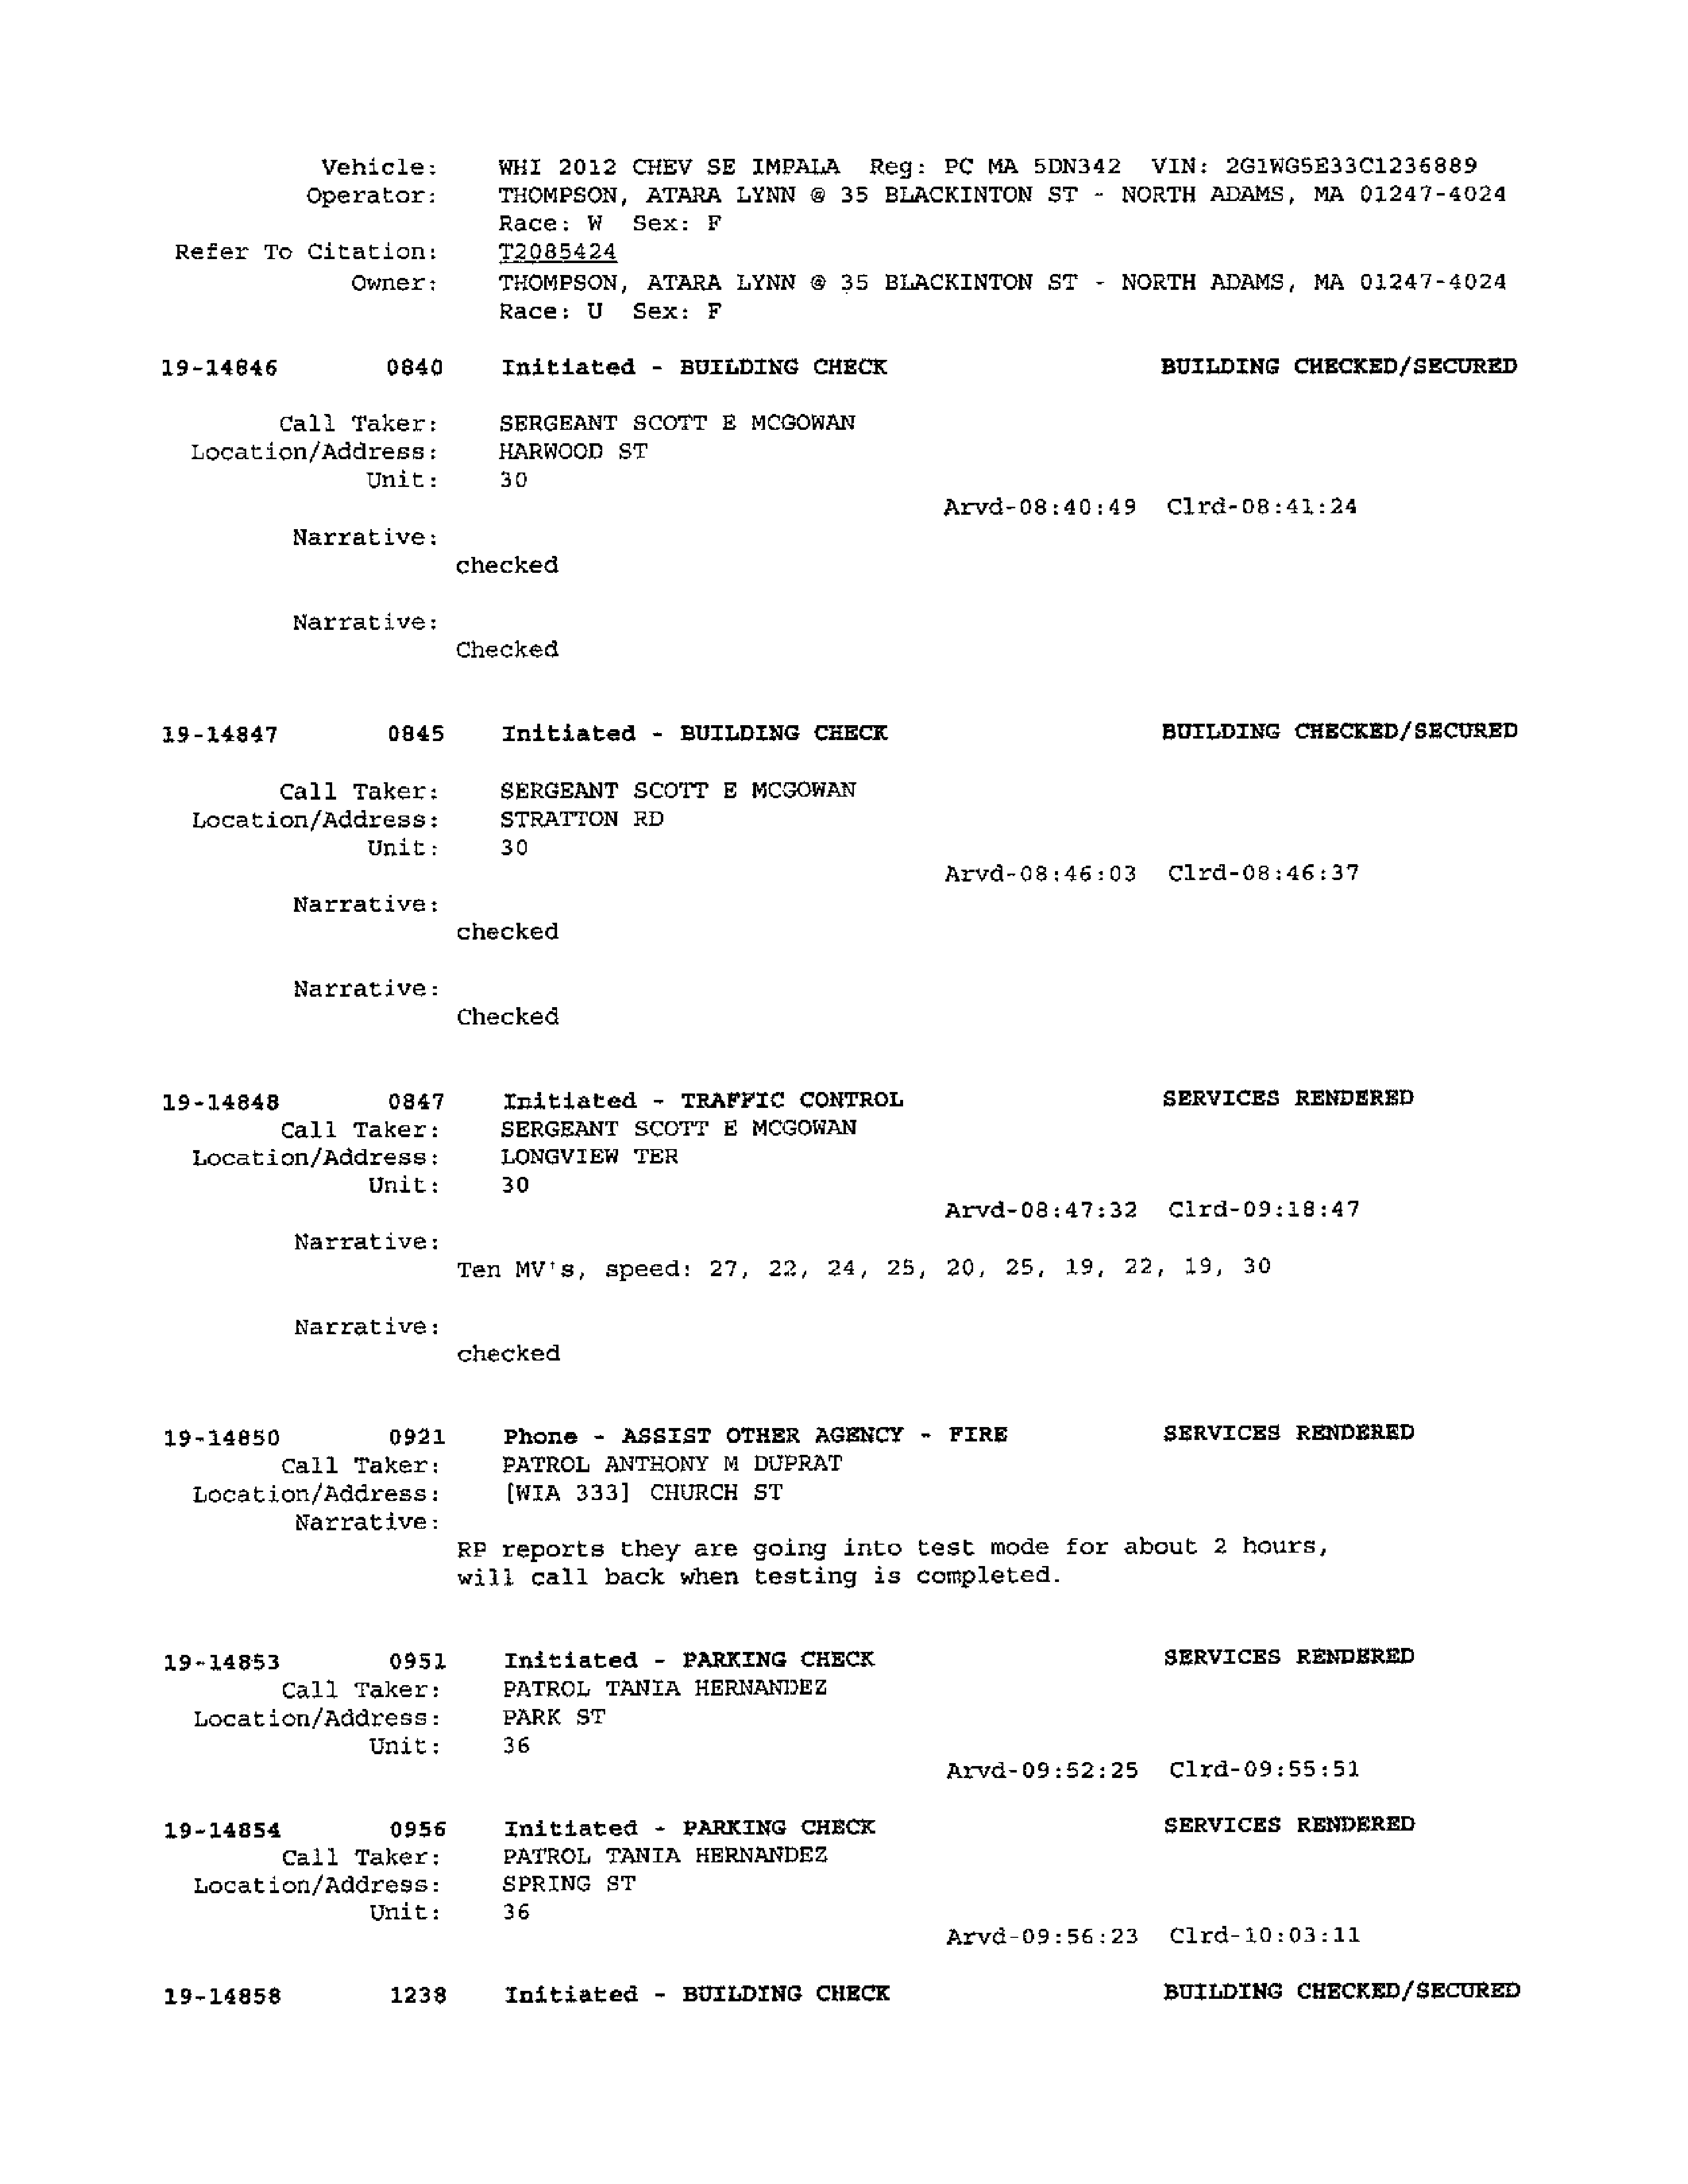 Vehicle: WHI 2012 CHEV SE IMPALA Reg: PC MA 5DN342 VIN: 2G1WG5E33C1236889
Operator: THOMPSON, ATARA LYNN @ 35 BLACKINTON ST - NORTH ADAMS, MA 01247-4024
Race: W Sex: F
Refer To Citation: T2085424
Owner: THOMPSON, ATARA LYNN @ 35 BLACKINTON ST - NORTH ADAMS, MA 01247-4024
Race: U Sex: F
19-14846 0840 Initiated - BUILDING CHECK BUILDING CHECKED/SECURED
Call Taker: SERGEANT SCOTT E MCGOWAN
Location/Address: HARWOOD ST
Unit: 30
Arvd-08:40:49 Clrd-08:41:24
Narrative:
checked
Narrative:
Checked
19-14847 0845 Initiated - BUILDING CHECK BUILDING CHECKED/SECURED
Call Taker: SERGEANT SCOTT E MCGOWAN
Location/Address: STRATTON RD
Unit: 30
Arvd-08:46:03 Clrd-08:46:37
Narrative:
checked
Narrative:
Checked
19-14848 0847 Initiated - TRAFFIC CONTROL SERVICES RENDERED
Call Taker: SERGEANT SCOTT E MCGOWAN
Location/Address: LONGVIEW TER
Unit: 30
Arvd-08:47:32 Clrd-09:18:47
Narrative:
Ten MV's, speed: 27, 22, 24, 25, 20, 25, 19, 22, 19, 30
Narrative:
checked
19-14850 0921 Phone - ASSIST OTHER AGENCY - FIRE SERVICES RENDERED
Call Taker: PATROL ANTHONY M DUPRAT
Location/Address: [WIA 333] CHURCH ST
Narrative:
RP reports they are going into test mode for about 2 hours,
will call back when testing is completed.
19-14853 0951 Initiated - PARKING CHECK SERVICES RENDERED
Call Taker: PATROL TANIA HERNANDEZ
Location/Address: PARK ST
Unit: 36
Arvd-09:52:25 Clrd-09:55:51
19-14854 0956 Initiated - PARKING CHECK SERVICES RENDERED
Call Taker: PATROL TANIA HERNANDEZ
Location/Address: SPRING ST
Unit: 36
Arvd-09:56:23 Clrd-10:03:11
19-14858 1238 Initiated - BUILDING CHECK BUILDING CHECKED/SECURED